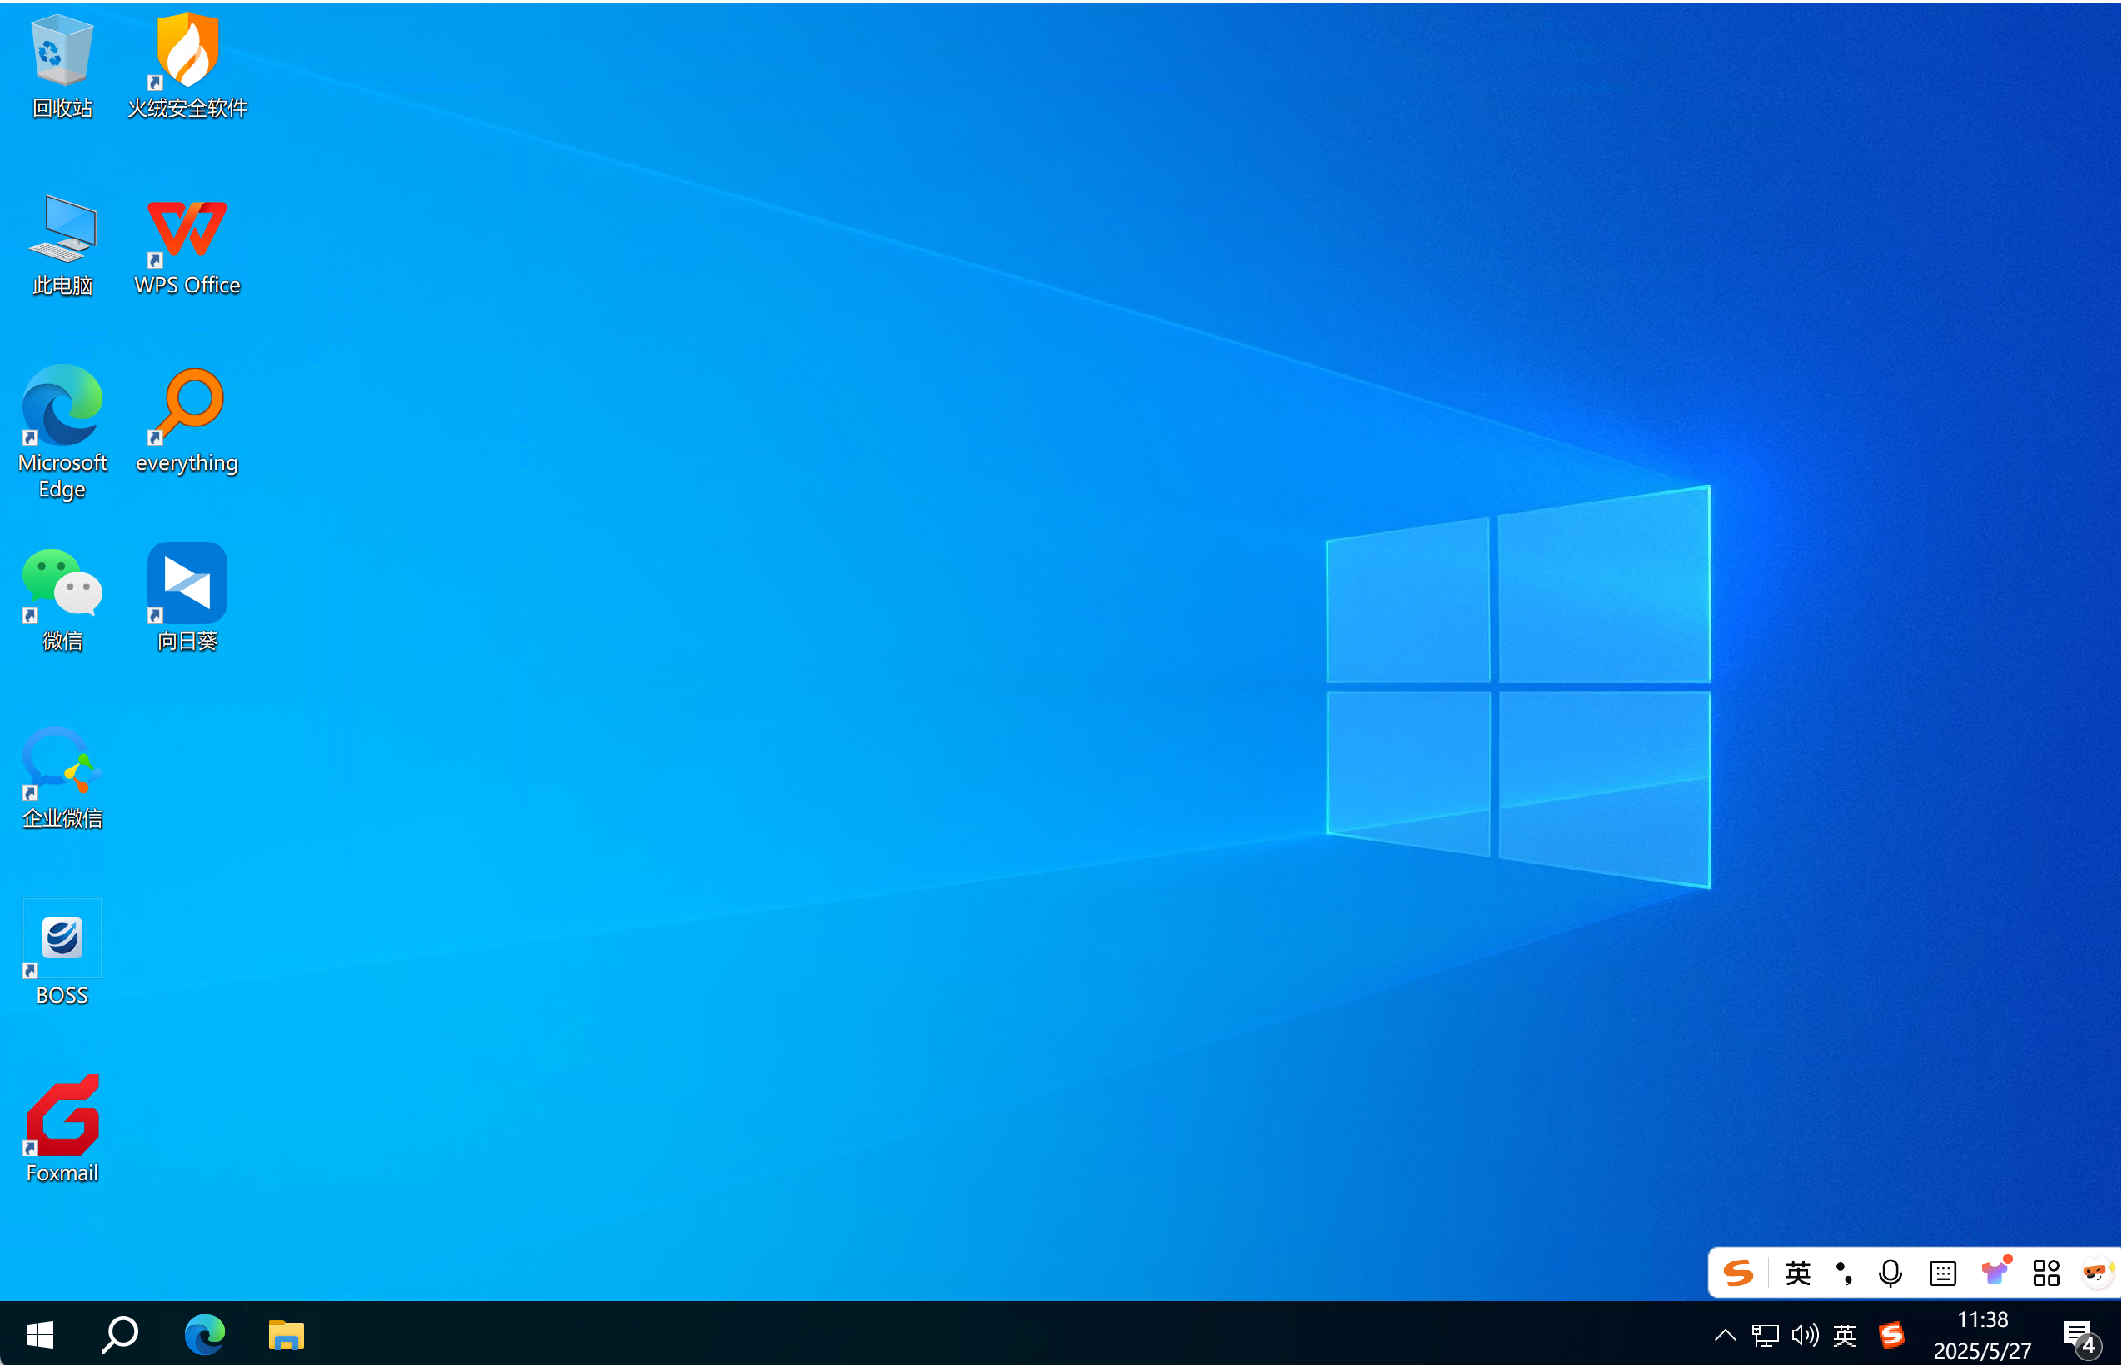 回收站
火绒安全软件
此电脑
WPS Office
Microsoft
Edge
everything
微信
向日葵
企业微信
BOSS
Foxmail
英
英
11:38
2025/5/27
4